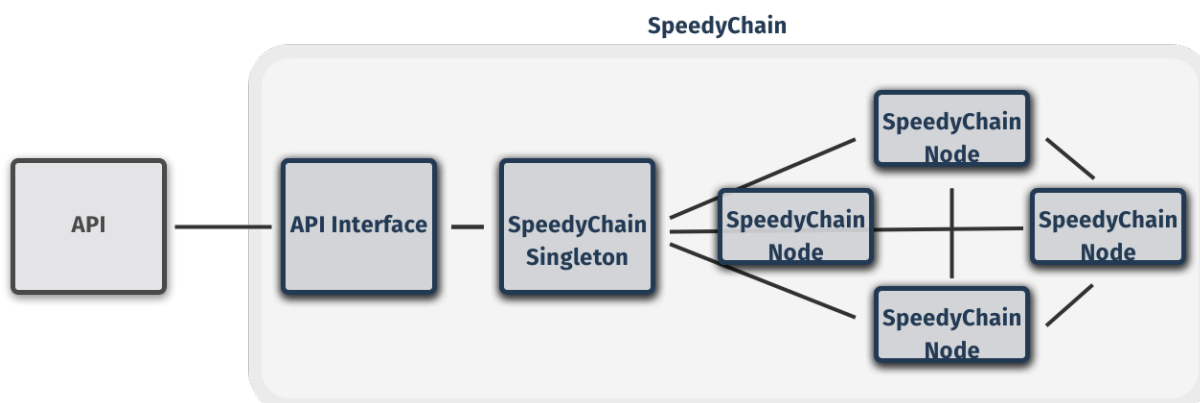 SpeedyChain
API
API Interface
SpeedyChain
Singleton
SpeedyChain
Node
SpeedyChain
Node
SpeedyChain
Node
SpeedyChain
Node